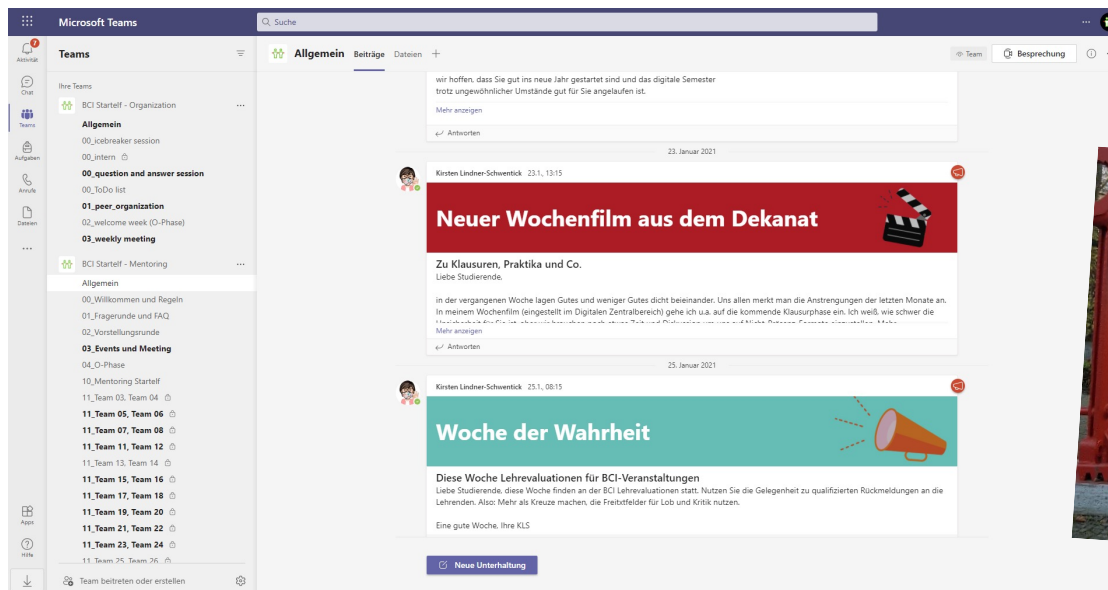 Microsoft Teams
Suche
7
Aktivität
Chat
Teams
Aufgaben
Anrufe
Dateien
Apps
Hilfe
Teams
Ihre Teams
BCI Startelf - Organization
Allgemein
00_icebreaker session
00_intern
00_question and answer session
00_ToDo list
01_peer_organization
02_welcome week (O-Phase)
03_weekly meeting
BCI Startelf - Mentoring
Allgemein
00_Willkommen und Regeln
01_Fragerunde und FAQ
02_Vorstellungsrunde
03_Events und Meeting
04_O-Phase
10_Mentoring Startelf
11_Team 03, Team 04
11_Team 05, Team 06
11_Team 07, Team 08
11_Team 11, Team 12
11_Team 13, Team 14
11_Team 15, Team 16
11_Team 17, Team 18
11_Team 19, Team 20
11_Team 21, Team 22
11_Team 23, Team 24
11_Team 25, Team 26
Team beitreten oder erstellen
Allgemein Beiträge Dateien
Team Besprechung
wir hoffen, dass Sie gut ins neue Jahr gestartet sind und das digitale Semester
trotz ungewöhnlicher Umstände gut für Sie angelaufen ist.
Mehr anzeigen
Antworten
23. Januar 2021
Kirsten Lindner-Schwentick 23.1., 13:15
Neuer Wochenfilm aus dem Dekanat
Zu Klausuren, Praktika und Co.
Liebe Studierende,
in der vergangenen Woche lagen Gutes und weniger Gutes dicht beieinander. Uns allen merkt man die Anstrengungen der letzten Monate an.
In meinem Wochenfilm (eingestellt im Digitalen Zentralbereich) gehe ich u.a. auf die kommende Klausurphase ein. Ich weiß, wie schwer die
Mehr anzeigen
Antworten
25. Januar 2021
Kirsten Lindner-Schwentick 25.1., 08:15
Woche der Wahrheit
Diese Woche Lehrevaluationen für BCI-Veranstaltungen
Liebe Studierende, diese Woche finden an der BCI Lehrevaluationen statt. Nutzen Sie die Gelegenheit zu qualifizierten Rückmeldungen an die
Lehrenden. Also: Mehr als Kreuze machen, die Freitxtfelder für Lob und Kritik nutzen.
Eine gute Woche, Ihre KLS
Neue Unterhaltung